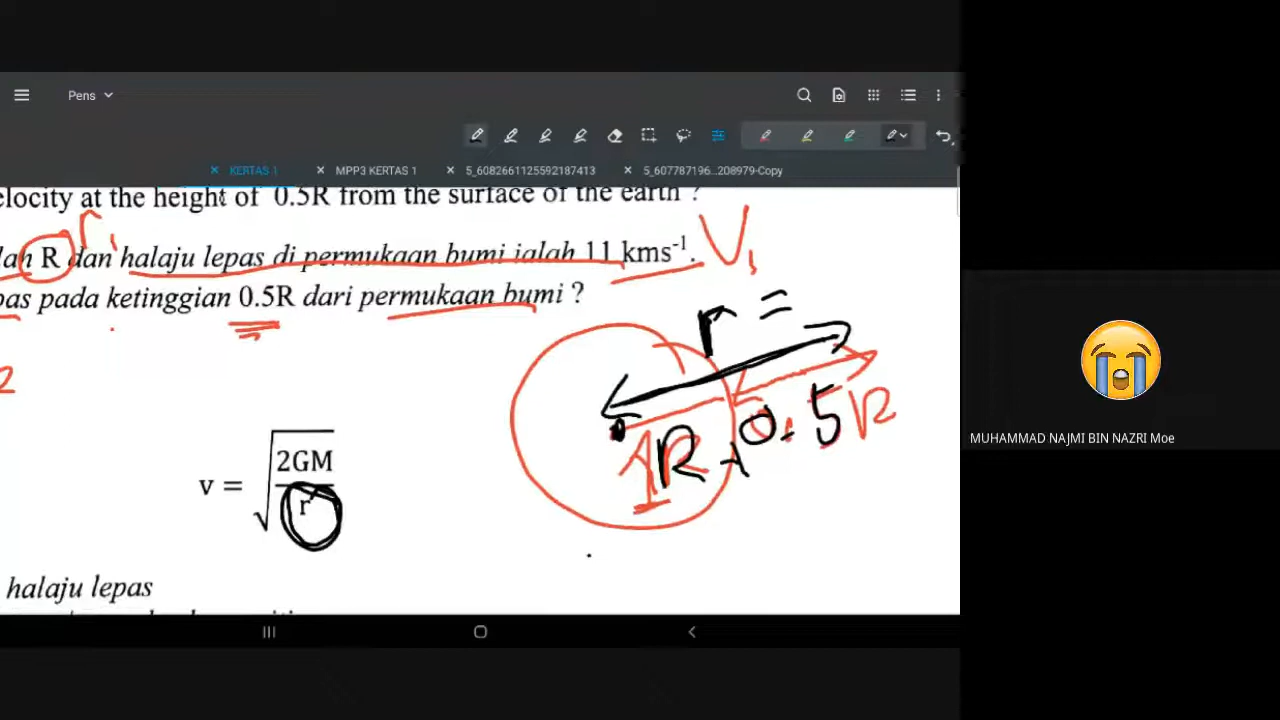 Pens
KERTAS 1
MPP3 KERTAS 1
5_6082661125592187413
5_607787196...208979-Copy
elocity at the height of 0.5R from the surface of the earth ?
r1
lah R dan halaju lepas di permukaan bumi ialah 11 kms-1. V1
pas pada ketinggian 0.5R dari permukaan bumi ?
r =
1R + 0.5R
v = √2GM
r
halaju lepas
MUHAMMAD NAJMI BIN NAZRI Moe